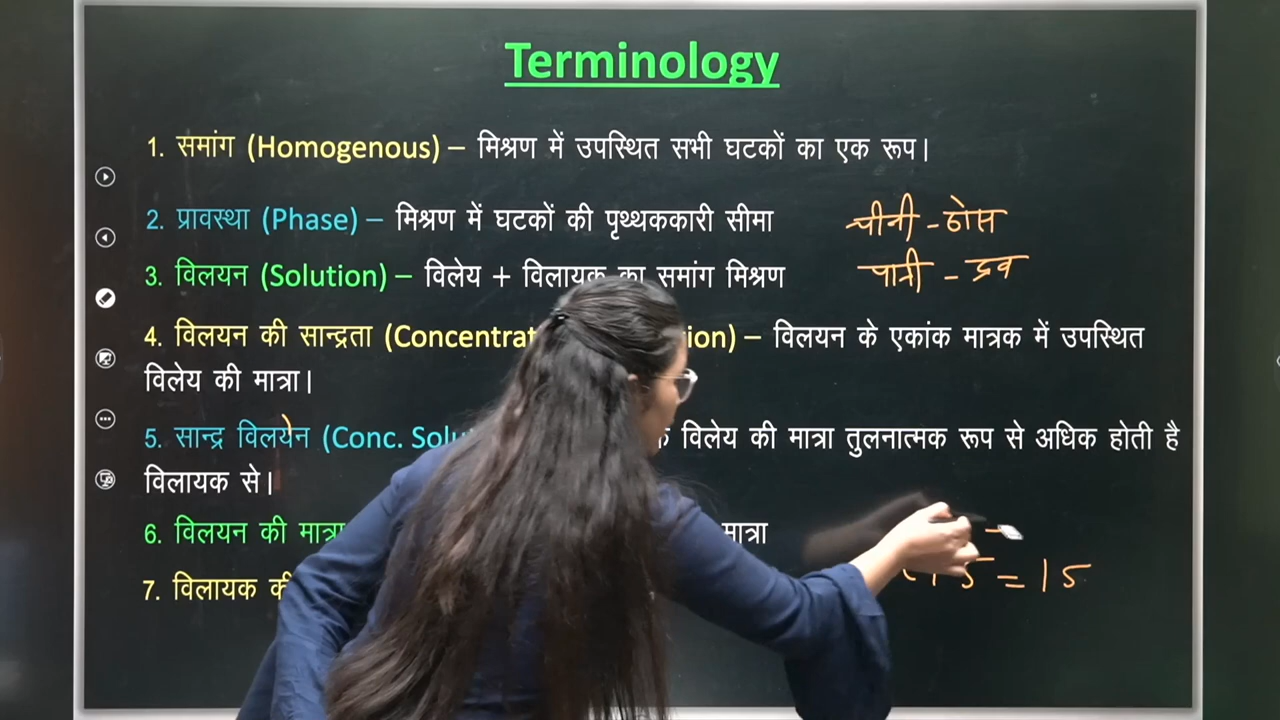 Terminology
1. समांग (Homogenous) – मिश्रण में उपस्थित सभी घटकों का एक रूप।
2. प्रावस्था (Phase) – मिश्रण में घटकों की पृथ्थककारी सीमा
चीनी - ठोस
3. विलयन (Solution) – विलेय + विलायक का समांग मिश्रण
पानी - द्रव
4. विलयन की सान्द्रता (Concentrat ion) – विलयन के एकांक मात्रक में उपस्थित
विलेय की मात्रा।
5. सान्द्र विलयन (Conc. Solu विलेय की मात्रा तुलनात्मक रूप से अधिक होती है
विलायक से।
6. विलयन की मात्रा मात्रा
5 = 15
7. विलायक की